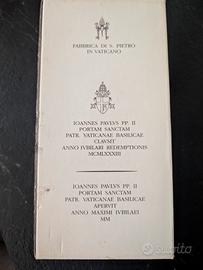 FABBRICA DI S. PIETRO
IN VATICANO
IOANNES PAVLVS PP. II
PORTAM SANCTAM
PATR. VATICANAE BASILICAE
CLAVSIT
ANNO IVBILARI REDEMPTIONIS
MCMLXXXIII
IOANNES PAVLVS PP. II
PORTAM SANCTAM
PATR. VATICANAE BASILICAE
APERVIT
ANNO MAXIMI IVBILAEI
MM
subito